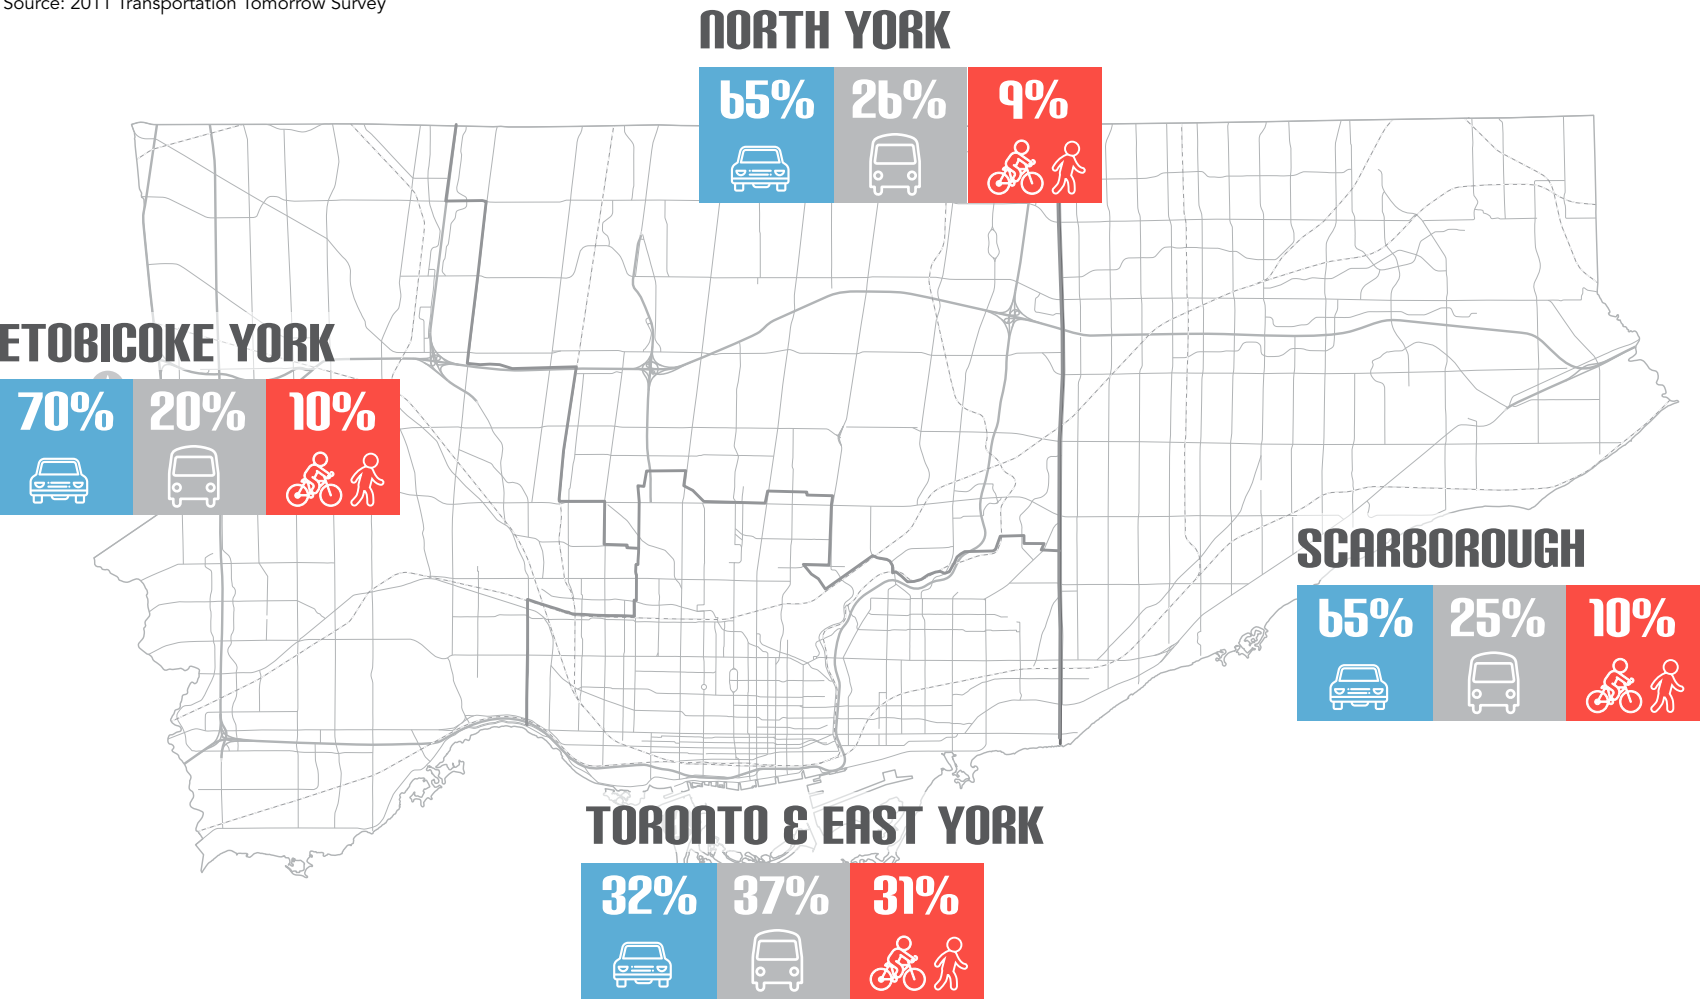 Source: 2011 Transportation Tomorrow Survey
NORTH YORK
65% 26% 9%
ETOBICOKE YORK
70% 20% 10%
SCARBOROUGH
65% 25% 10%
TORONTO & EAST YORK
32% 37% 31%